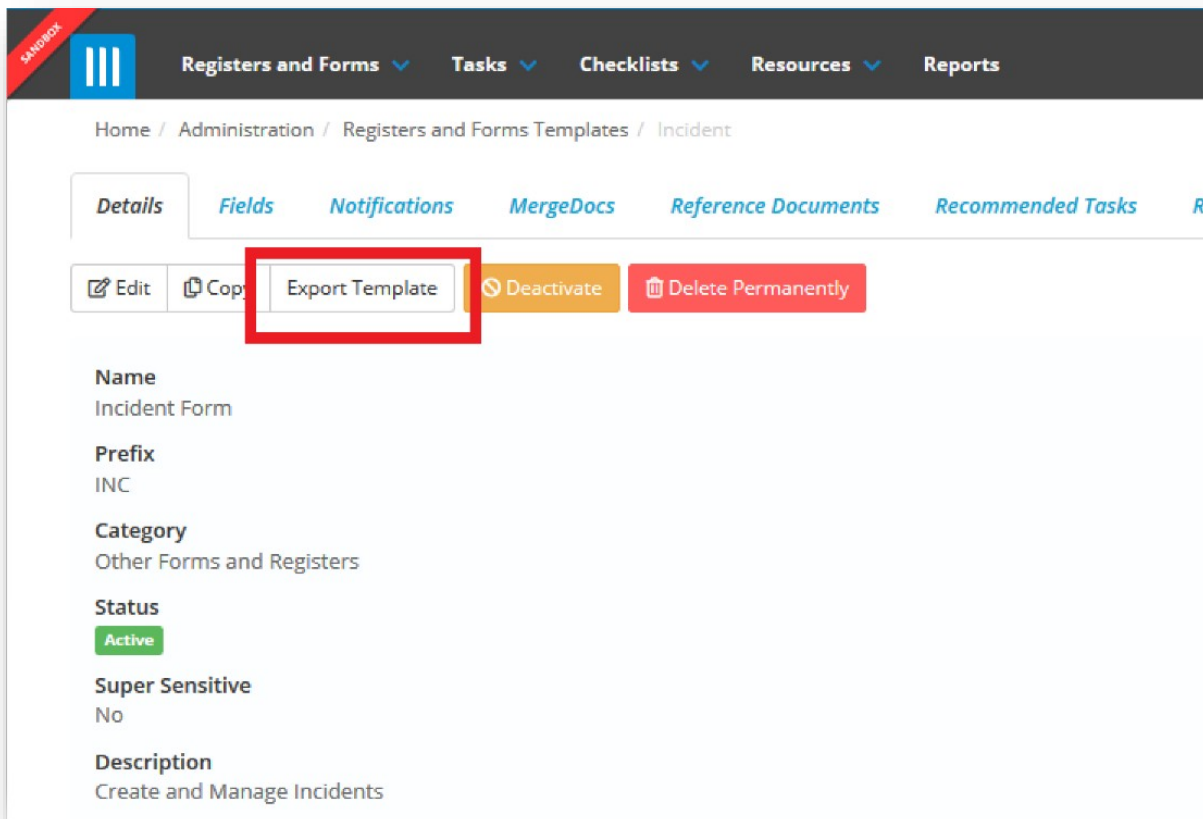 SANDBOX
Registers and Forms Tasks Checklists Resources Reports
Home / Administration / Registers and Forms Templates / Incident
Details Fields Notifications MergeDocs Reference Documents Recommended Tasks R
Edit Copy Export Template Deactivate Delete Permanently
Name
Incident Form
Prefix
INC
Category
Other Forms and Registers
Status
Active
Super Sensitive
No
Description
Create and Manage Incidents